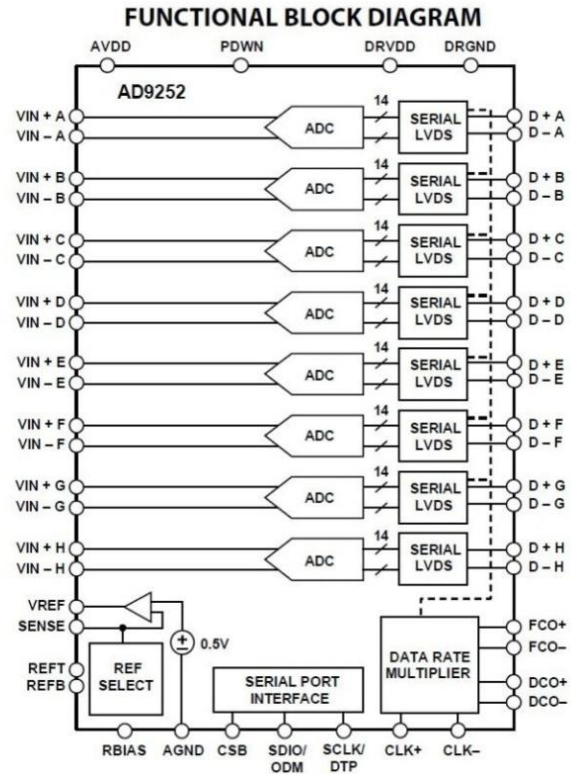 FUNCTIONAL BLOCK DIAGRAM
AVDD PDWN DRVDD DRGND
AD9252
VIN + A
VIN – A
ADC
14
SERIAL
LVDS
D + A
D – A
VIN + B
VIN – B
ADC
14
SERIAL
LVDS
D + B
D – B
VIN + C
VIN – C
ADC
14
SERIAL
LVDS
D + C
D – C
VIN + D
VIN – D
ADC
14
SERIAL
LVDS
D + D
D – D
VIN + E
VIN – E
ADC
14
SERIAL
LVDS
D + E
D – E
VIN + F
VIN – F
ADC
14
SERIAL
LVDS
D + F
D – F
VIN + G
VIN – G
ADC
14
SERIAL
LVDS
D + G
D – G
VIN + H
VIN – H
ADC
14
SERIAL
LVDS
D + H
D – H
VREF
SENSE
0.5V
REFT
REFB
REF
SELECT
SERIAL PORT
INTERFACE
DATA RATE
MULTIPLIER
FCO+
FCO–
DCO+
DCO–
RBIAS AGND CSB SDIO/
ODM
SCLK/
DTP
CLK+ CLK–